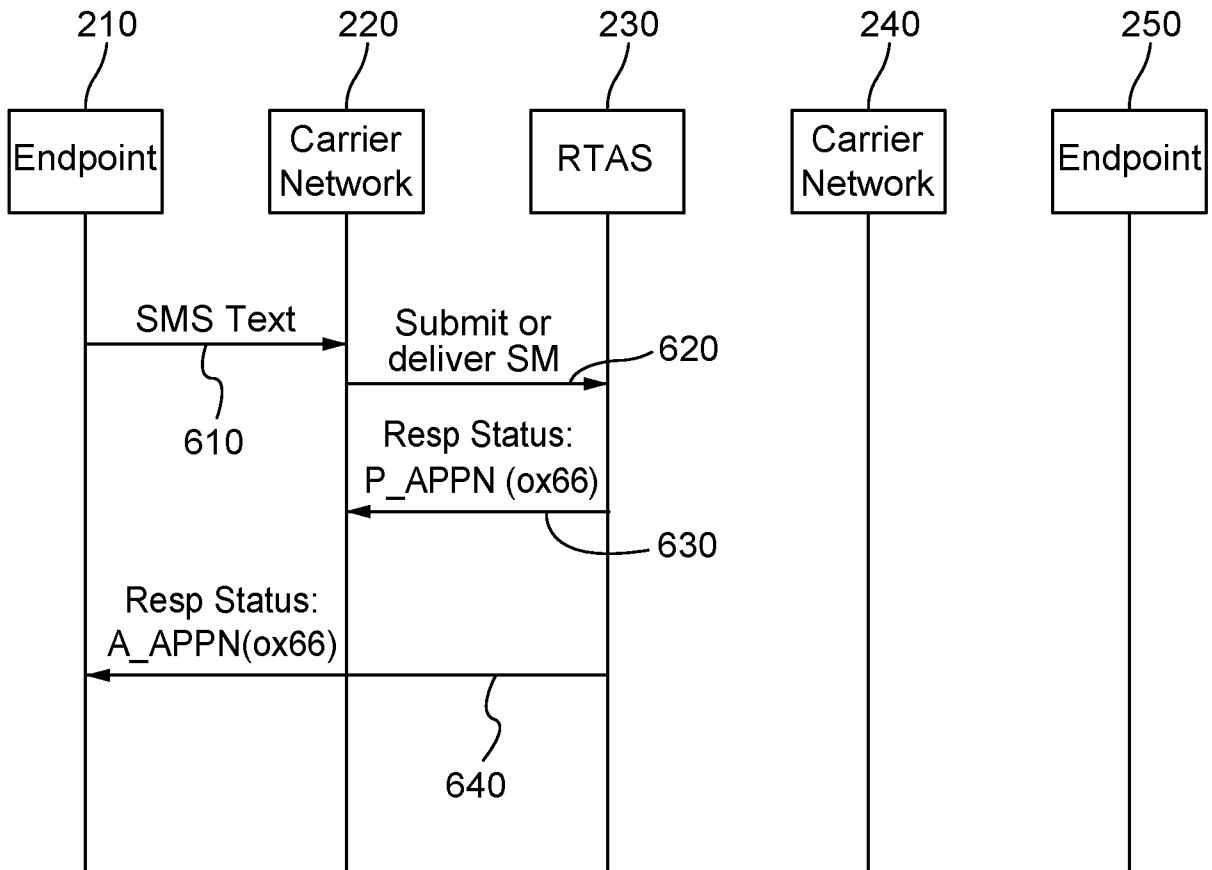 210
220
230
240
250
Endpoint
Carrier
Network
RTAS
Carrier
Network
Endpoint
SMS Text
610
Submit or
deliver SM
620
Resp Status:
P_APPN (ox66)
630
Resp Status:
A_APPN(ox66)
640